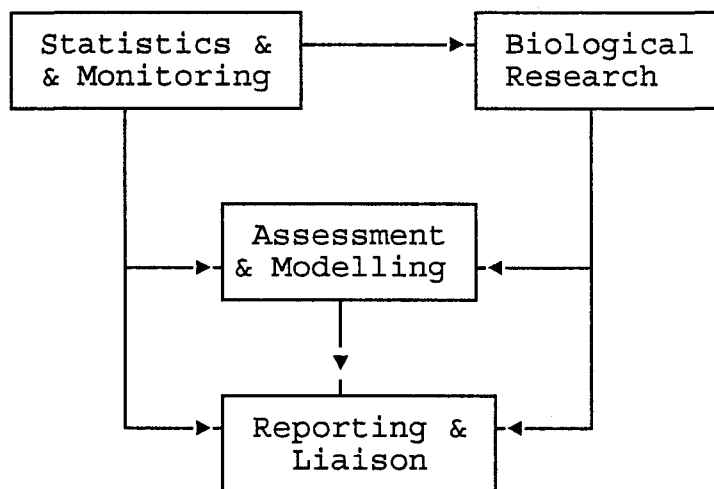 Statistics &
& Monitoring
Biological
Research
Assessment
& Modelling
Reporting &
Liaison